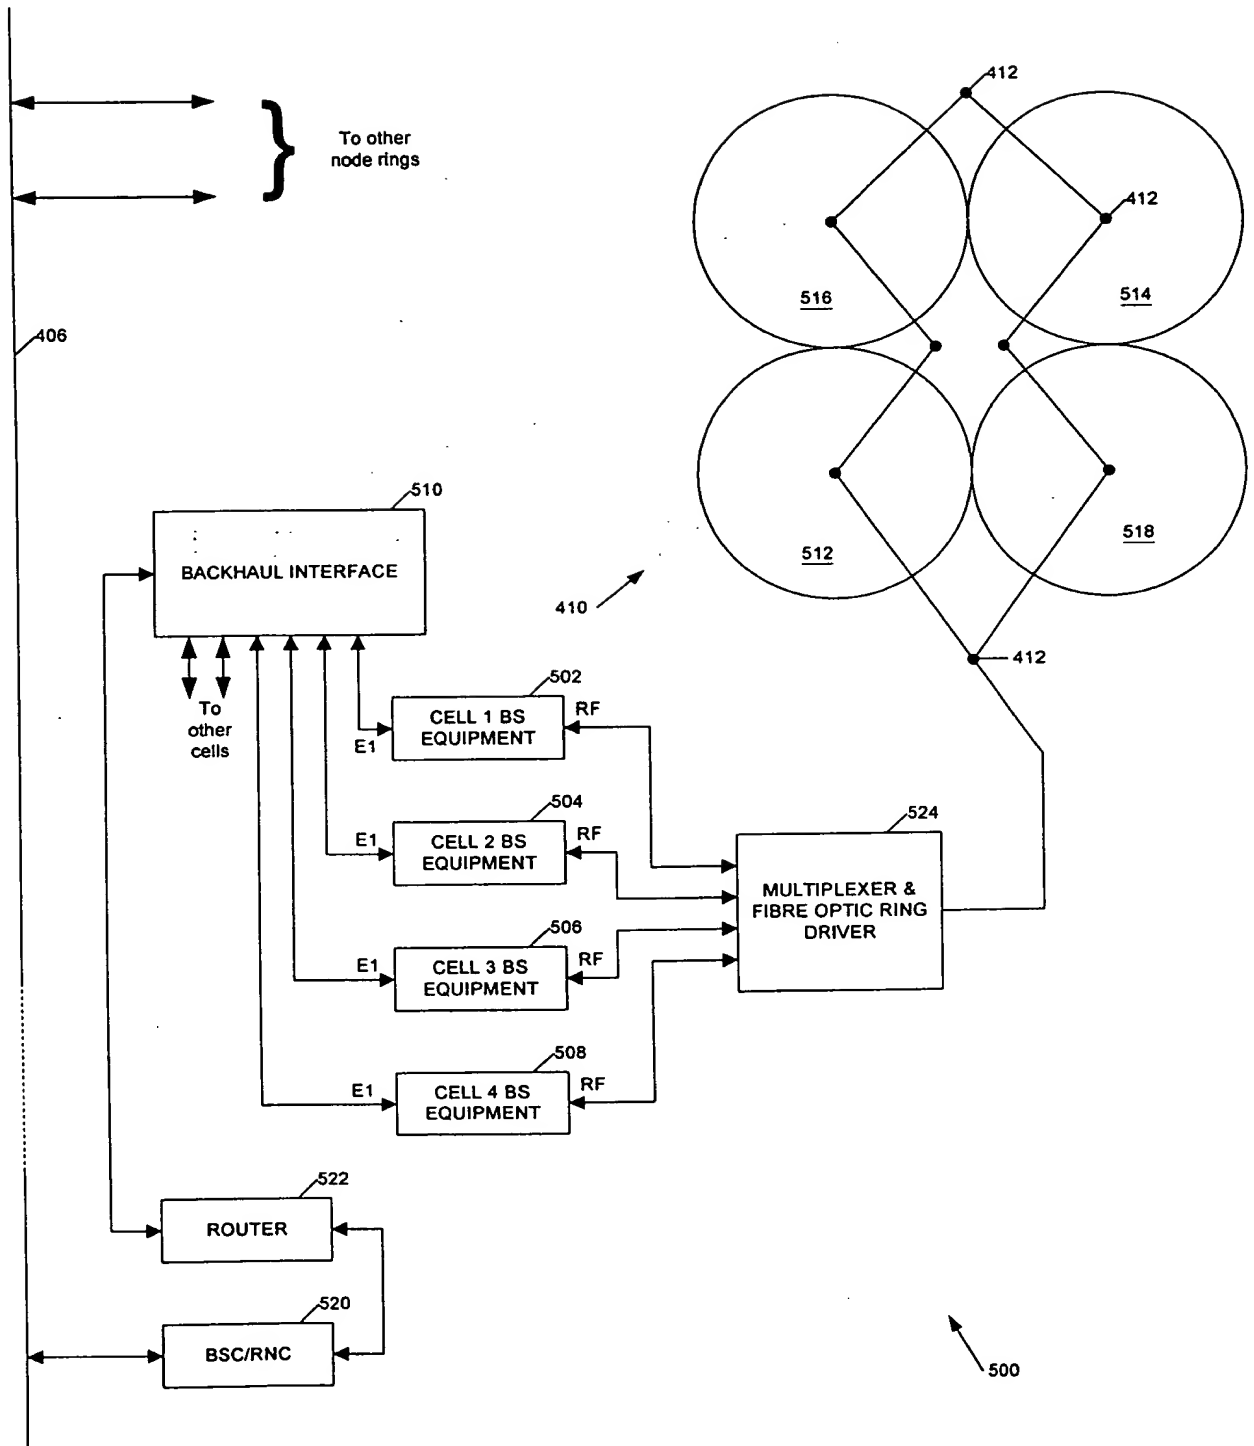 412
To other
node rings
412
516
514
406
510
512
518
BACKHAUL INTERFACE
410
412
To
other
cells
502
RF
CELL 1 BS
EQUIPMENT
E1
504
RF
E1
CELL 2 BS
EQUIPMENT
524
MULTIPLEXER &
FIBRE OPTIC RING
DRIVER
506
RF
E1
CELL 3 BS
EQUIPMENT
508
RF
E1
CELL 4 BS
EQUIPMENT
522
ROUTER
520
BSC/RNC
500